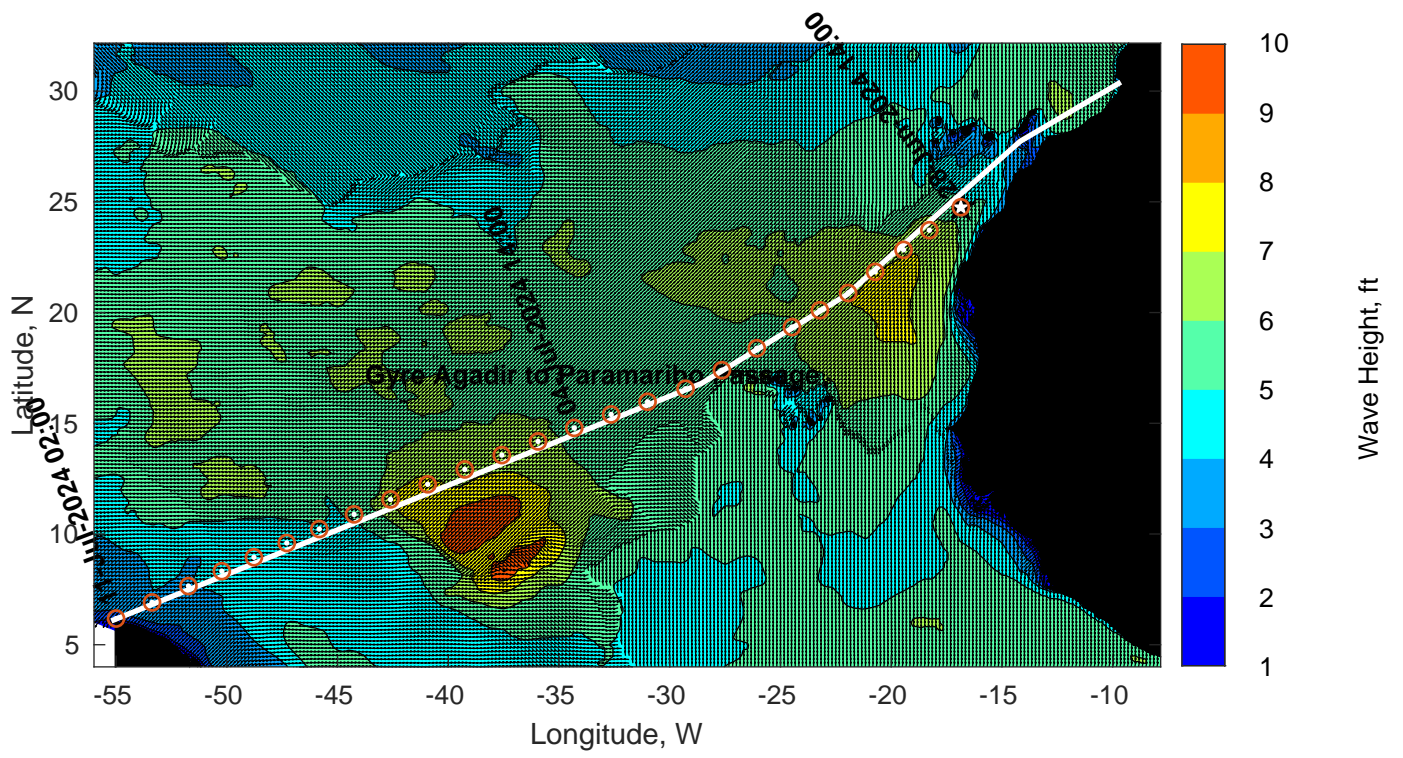 28-Jun-2024 14:00
04-Jul-2024 14:00
11-Jul-2024 02:00
Gyre Agadir to Paramaribo Passage,
Latitude, N
30
25
20
15
10
5
-55 -50 -45 -40 -35 -30 -25 -20 -15 -10
Longitude, W
10
9
8
7
6
5
4
3
2
1
Wave Height, ft